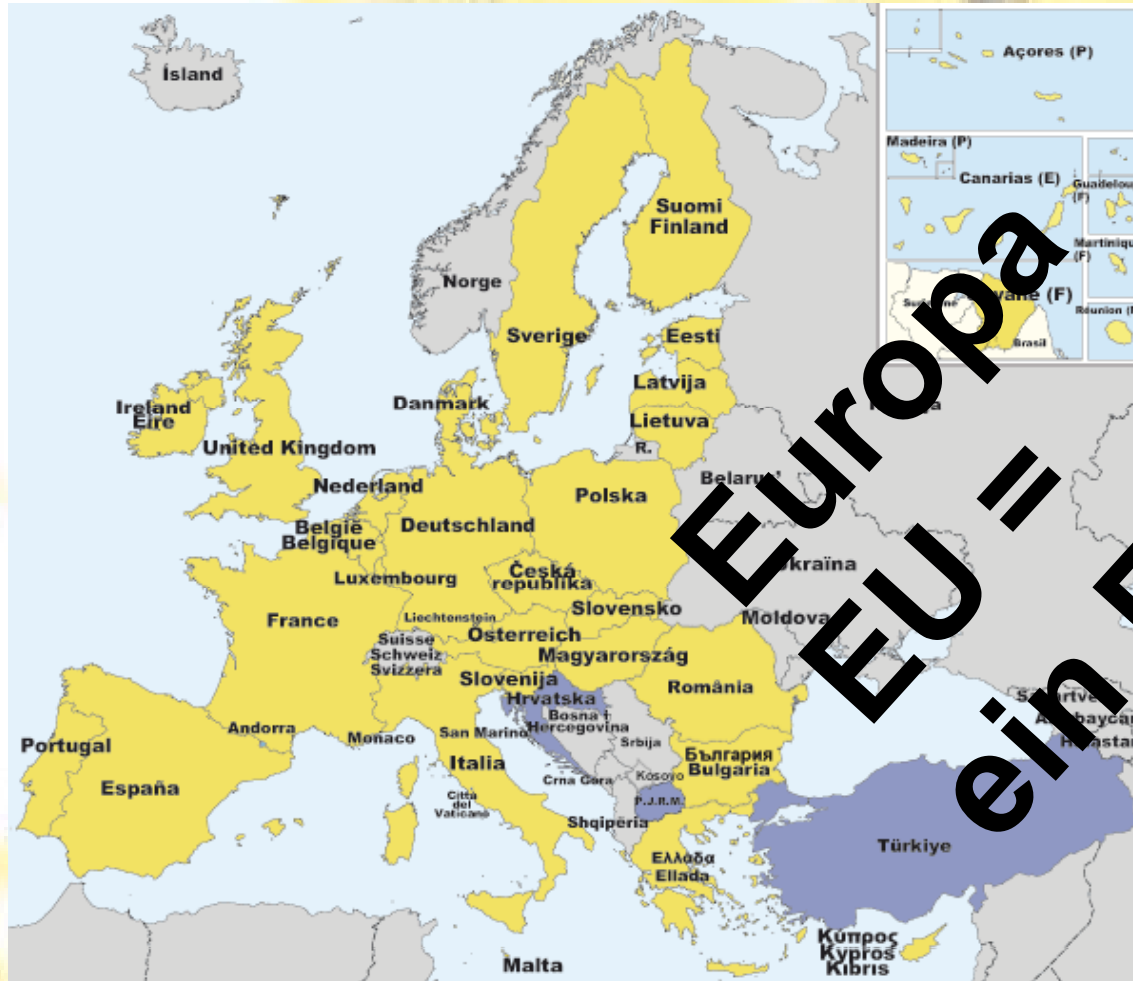 Ísland
Norge
Suomi
Finland
Sverige
Eesti
Latvija
Lietuva
R.
Danmark
Ireland
Éire
United Kingdom
Nederland
België
Belgique
Deutschland
Polska
Belarus'
Luxembourg
Česká
republika
Ukraïna
France
Liechtenstein
Slovensko
Moldova
Suisse
Schweiz
Svizzera
Österreich
Magyarország
Slovenija
România
Hrvatska
Bosna i
Hercegovina
Andorra
Monaco
San Marino
Srbija
Portugal
España
Italia
Crna Gora
Kosovo
България
Bulgaria
Città
del
Vaticano
P.J.R.M.
Shqipëria
Ελλάδα
Ellada
Türkiye
Κύπρος
Kypros
Kıbrıs
Malta
Açores (P)
Madeira (P)
Canarias (E)
Martinique
(F)
(F)
Brasil
Europa
EU =
ein